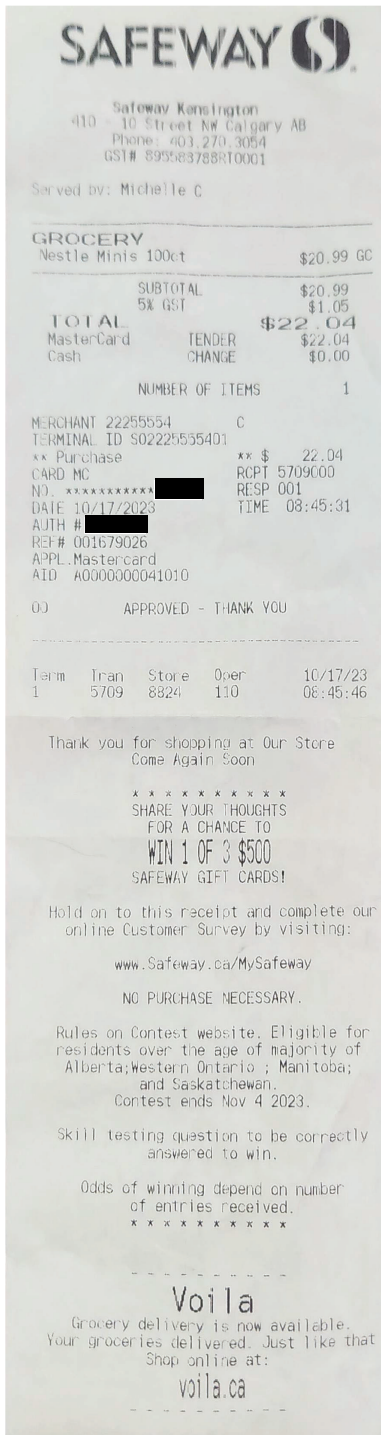 SAFEWAY
Safeway Kensington
410 - 10 Street NW Calgary AB
Phone: 403.270.3054
GST# 895583788RT0001
Served by: Michelle C
GROCERY
Nestle Minis 100ct $20.99 GC
SUBTOTAL $20.99
5% GST $1.05
TOTAL $22.04
MasterCard TENDER $22.04
Cash CHANGE $0.00
NUMBER OF ITEMS 1
MERCHANT 22255554 C
TERMINAL ID S02225555401
** Purchase ** $ 22.04
CARD MC RCPT 5709000
NO. *********** RESP 001
DATE 10/17/2023 TIME 08:45:31
AUTH #
REF# 001679026
APPL.Mastercard
AID A0000000041010
00 APPROVED - THANK YOU
Term Tran Store Oper 10/17/23
1 5709 8824 110 08:45:46
Thank you for shopping at Our Store
Come Again Soon
* * * * * * * * * *
SHARE YOUR THOUGHTS
FOR A CHANCE TO
WIN 1 OF 3 $500
SAFEWAY GIFT CARDS!
Hold on to this receipt and complete our
online Customer Survey by visiting:
www.Safeway.ca/MySafeway
NO PURCHASE NECESSARY.
Rules on Contest website. Eligible for
residents over the age of majority of
Alberta;Western Ontario ; Manitoba;
and Saskatchewan.
Contest ends Nov 4 2023.
Skill testing question to be correctly
answered to win.
Odds of winning depend on number
of entries received.
* * * * * * * * * *
Voila
Grocery delivery is now available.
Your groceries delivered. Just like that
Shop online at:
voila.ca